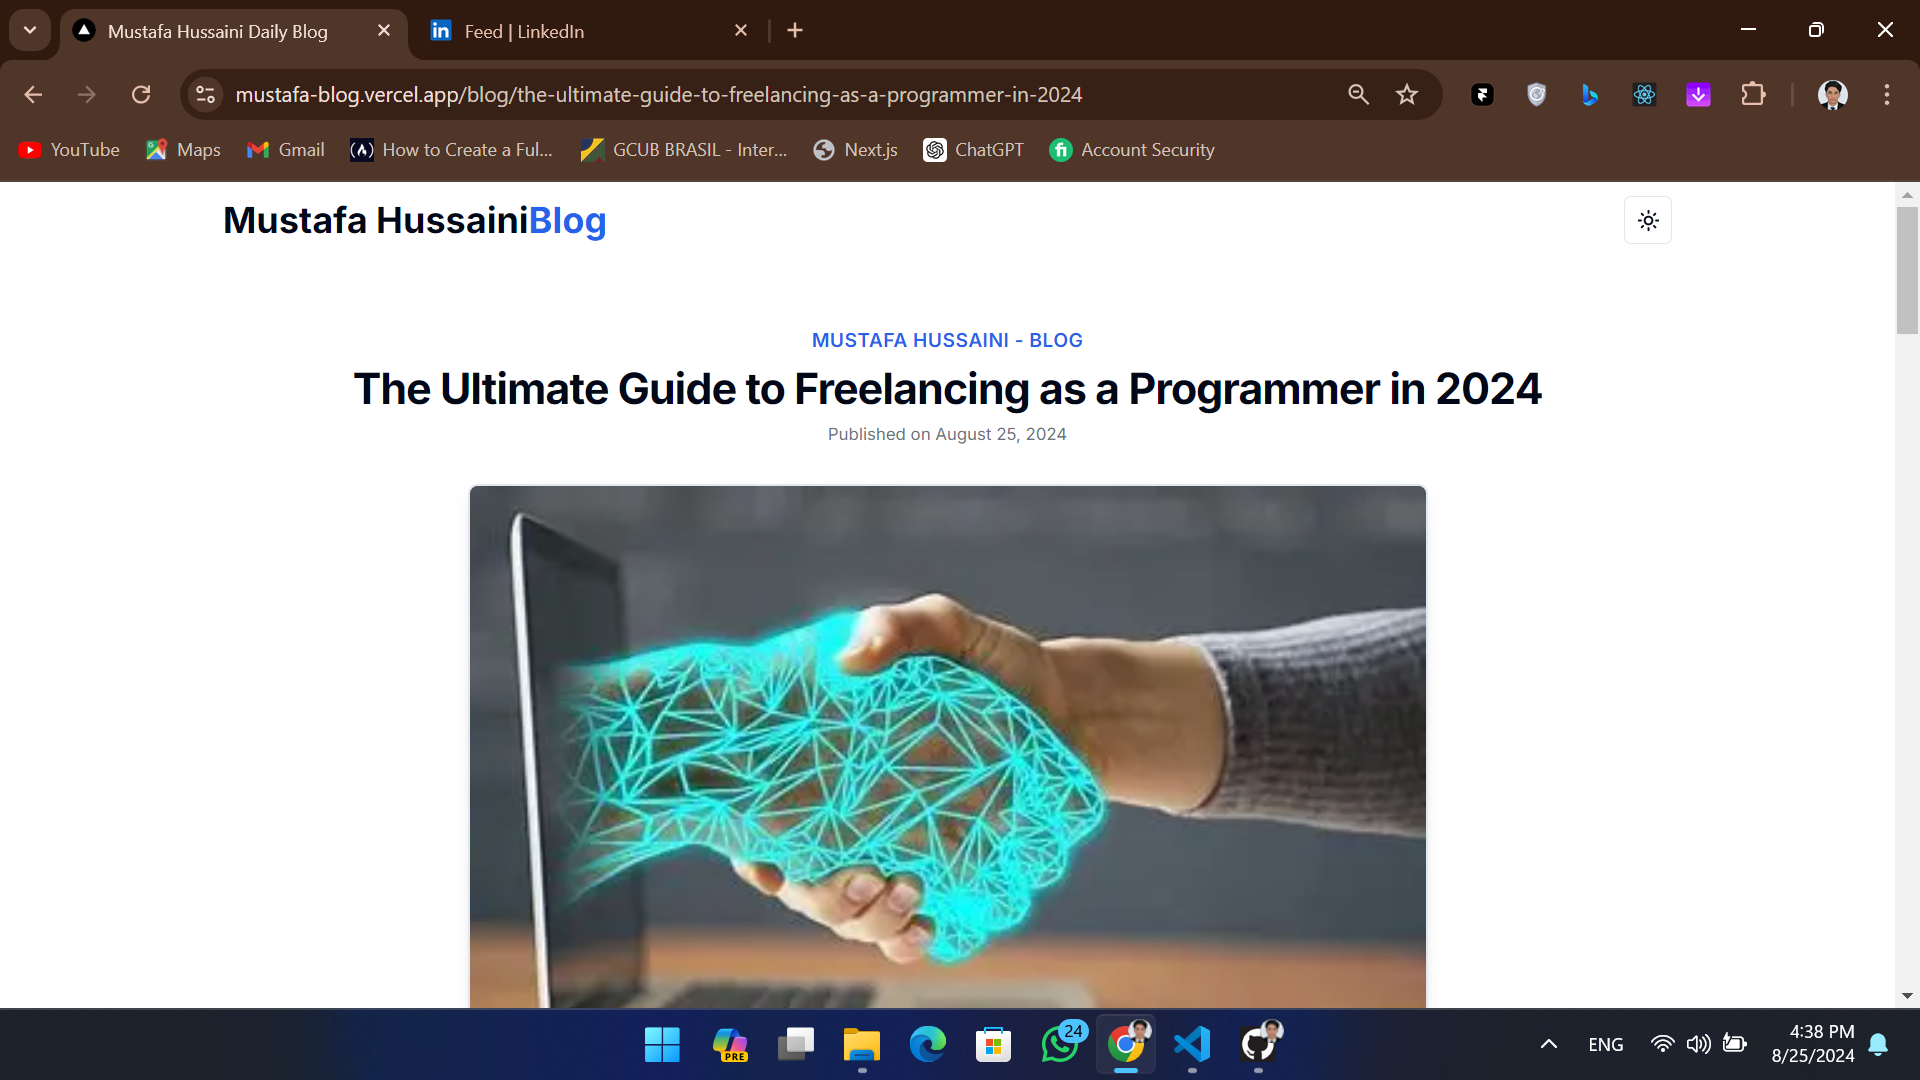 Mustafa Hussaini Daily Blog
Feed | LinkedIn
mustafa-blog.vercel.app/blog/the-ultimate-guide-to-freelancing-as-a-programmer-in-2024
YouTube
Maps
Gmail
How to Create a Ful...
GCUB BRASIL - Inter...
Next.js
ChatGPT
Account Security
Mustafa HussainiBlog
MUSTAFA HUSSAINI - BLOG
The Ultimate Guide to Freelancing as a Programmer in 2024
Published on August 25, 2024
PRE
24
ENG
4:38 PM
8/25/2024